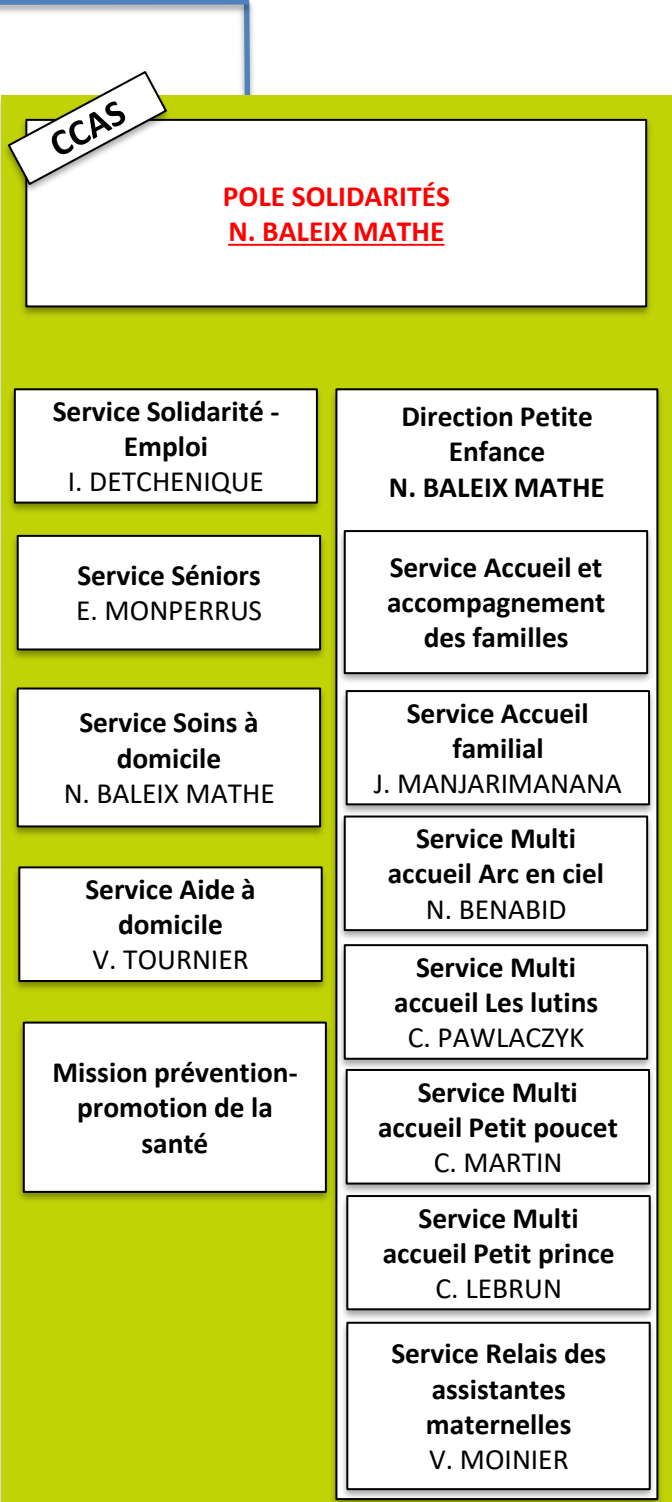 CCAS
POLE SOLIDARITÉS
N. BALEIX MATHE
Service Solidarité -
Emploi
I. DETCHENIQUE
Service Séniors
E. MONPERRUS
Service Soins à
domicile
N. BALEIX MATHE
Service Aide à
domicile
V. TOURNIER
Mission prévention-
promotion de la
santé
Direction Petite
Enfance
N. BALEIX MATHE
Service Accueil et
accompagnement
des familles
Service Accueil
familial
J. MANJARIMANANA
Service Multi
accueil Arc en ciel
N. BENABID
Service Multi
accueil Les lutins
C. PAWLACZYK
Service Multi
accueil Petit poucet
C. MARTIN
Service Multi
accueil Petit prince
C. LEBRUN
Service Relais des
assistantes
maternelles
V. MOINIER